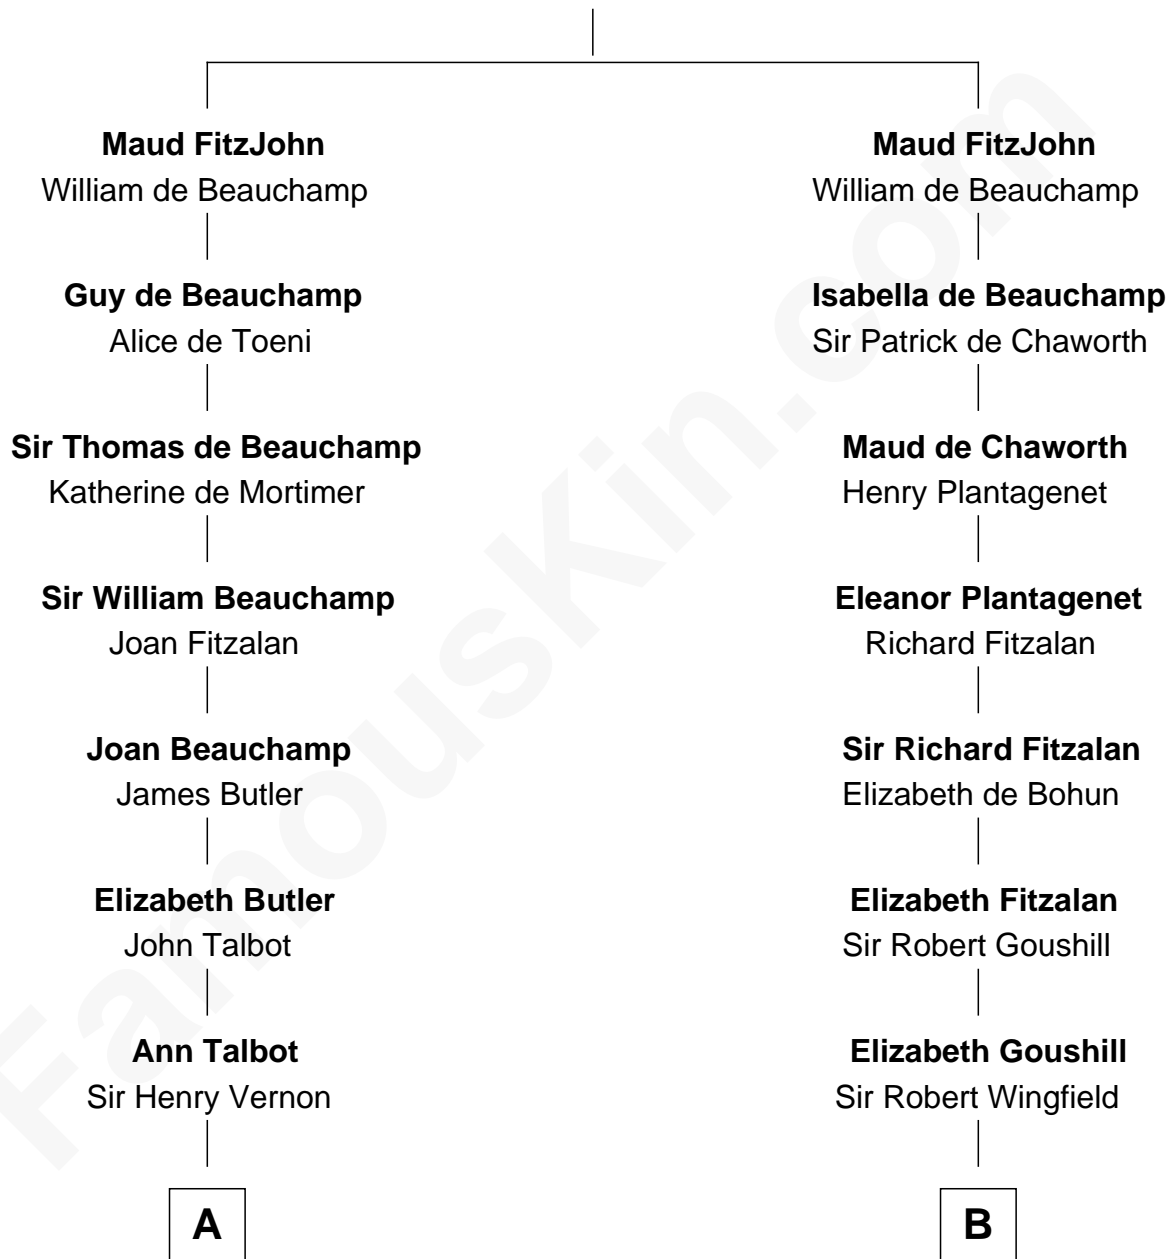 Maud FitzJohn
William de Beauchamp
Maud FitzJohn
William de Beauchamp
Guy de Beauchamp
Alice de Toeni
Isabella de Beauchamp
Sir Patrick de Chaworth
Sir Thomas de Beauchamp
Katherine de Mortimer
Maud de Chaworth
Henry Plantagenet
Sir William Beauchamp
Joan Fitzalan
Eleanor Plantagenet
Richard Fitzalan
Joan Beauchamp
James Butler
Sir Richard Fitzalan
Elizabeth de Bohun
Elizabeth Butler
John Talbot
Elizabeth Fitzalan
Sir Robert Goushill
Ann Talbot
Sir Henry Vernon
Elizabeth Goushill
Sir Robert Wingfield
A
B
FamousKin.com